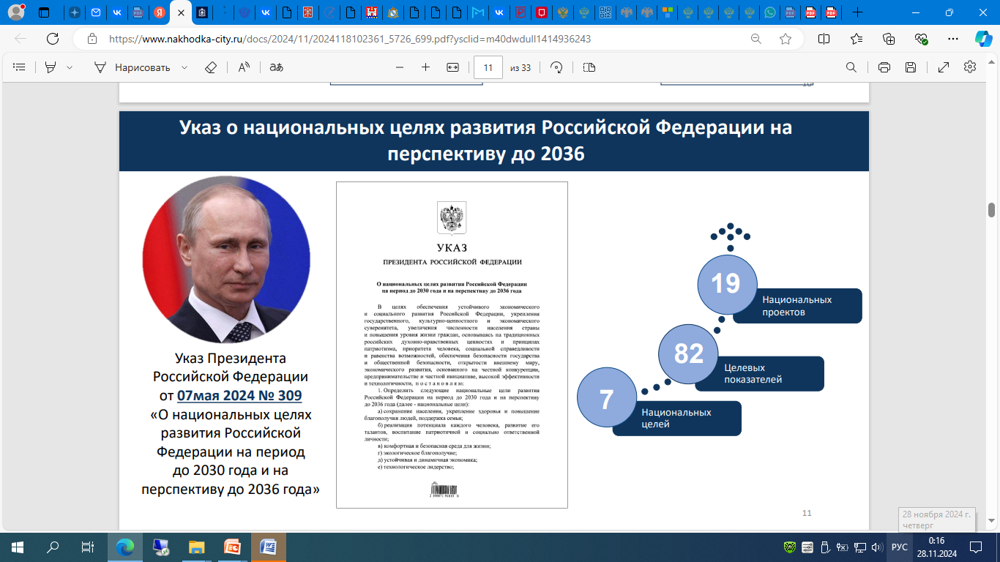 https://www.nakhodka-city.ru/docs/2024/11/2024118102361_5726_699.pdf?ysclid=m40dwdull1414936243
Нарисовать
аあ
11
из 33
10
Указ о национальных целях развития Российской Федерации на
перспективу до 2036
Указ Президента
Российской Федерации
от 07мая 2024 № 309
«О национальных целях
развития Российской
Федерации на период
до 2030 года и на
перспективу до 2036 года»
УКАЗ
ПРЕЗИДЕНТА РОССИЙСКОЙ ФЕДЕРАЦИИ
О национальных целях развития Российской Федерации
на период до 2030 года и на перспективу до 2036 года
В целях обеспечения устойчивого экономического
и социального развития Российской Федерации, укрепления
государственного, культурно-ценностного и экономического
суверенитета, увеличения численности населения страны
и повышения уровня жизни граждан, основываясь на традиционных
российских духовно-нравственных ценностях и принципах
патриотизма, приоритета человека, социальной справедливости
и равенства возможностей, обеспечения безопасности государства
и общественной безопасности, открытости внешнему миру,
экономического развития, основанного на честной конкуренции,
предпринимательстве и частной инициативе, высокой эффективности
и технологичности, п о с т а н о в л я ю:
1. Определить следующие национальные цели развития
Российской Федерации на период до 2030 года и на перспективу
до 2036 года (далее - национальные цели):
а) сохранение населения, укрепление здоровья и повышение
благополучия людей, поддержка семьи;
б) реализация потенциала каждого человека, развитие его
талантов, воспитание патриотичной и социально ответственной
личности;
в) комфортная и безопасная среда для жизни;
г) экологическое благополучие;
д) устойчивая и динамичная экономика;
е) технологическое лидерство;
19
Национальных
проектов
82
Целевых
показателей
7
Национальных
целей
11
28 ноября 2024 г.
четверг
РУС
0:16
28.11.2024